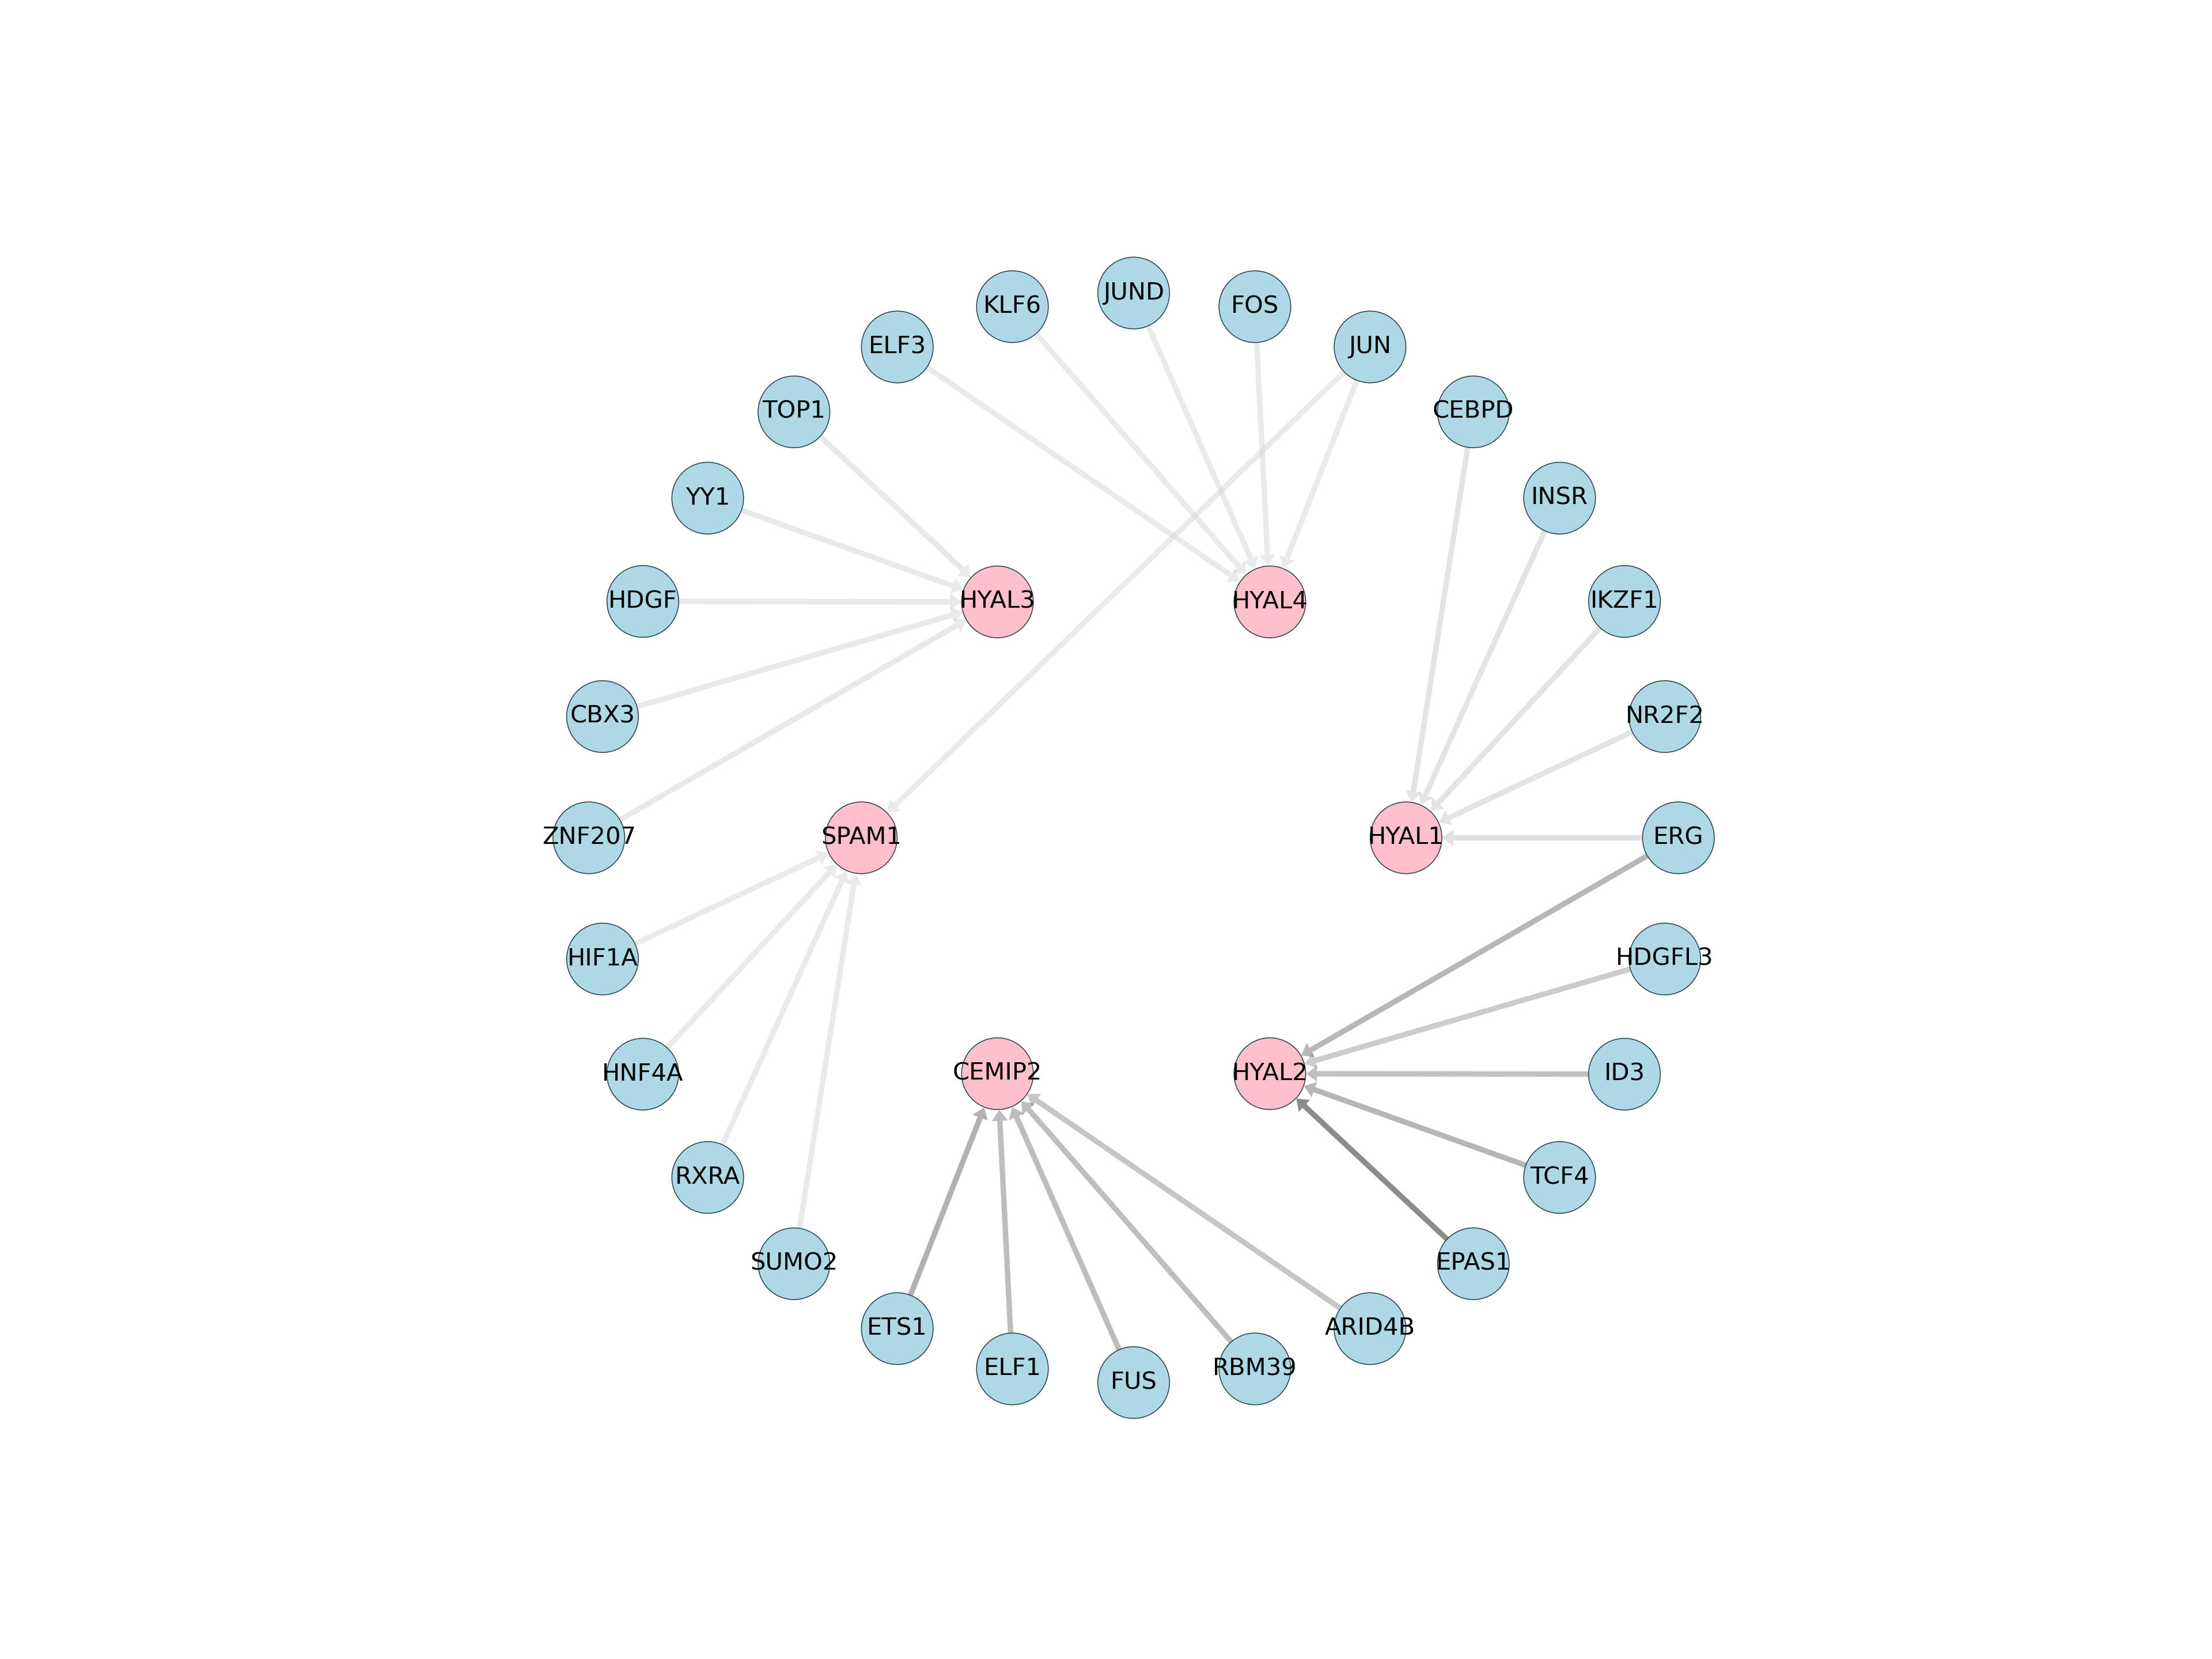 JUND
KLF6
FOS
ELF3
JUN
TOP1
CEBPD
YY1
INSR
HDGF
HYAL3
HYAL4
IKZF1
CBX3
NR2F2
ZNF207
SPAM1
HYAL1
ERG
HIF1A
HDGFL3
HNF4A
CEMIP2
HYAL2
ID3
RXRA
TCF4
SUMO2
EPAS1
ETS1
ARID4B
ELF1
RBM39
FUS